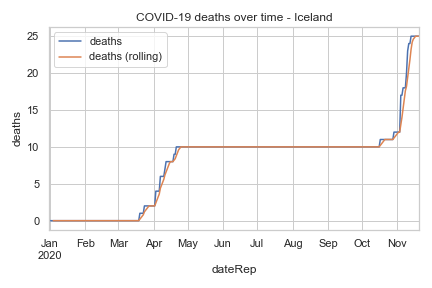 COVID-19 deaths over time - Iceland
deaths
deaths (rolling)
25
20
15
10
5
0
deaths
Jan Feb Mar Apr May Jun Jul Aug Sep Oct Nov
2020
dateRep